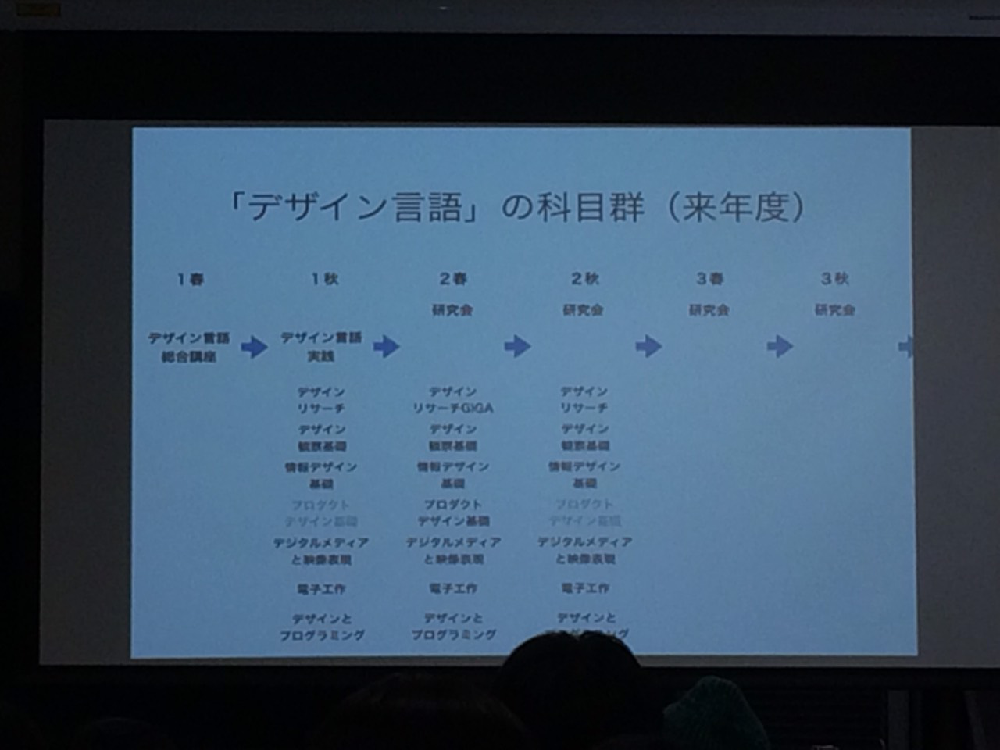 「デザイン言語」の科目群（来年度）
1春
1秋
2春
2秋
3春
3秋
研究会
研究会
研究会
研究会
デザイン言語
総合講座
デザイン言語
実践
デザイン
リサーチ
デザイン
リサーチGIGA
デザイン
リサーチ
デザイン
観察基礎
デザイン
観察基礎
デザイン
観察基礎
情報デザイン
基礎
情報デザイン
基礎
情報デザイン
基礎
プロダクト
デザイン基礎
プロダクト
デザイン基礎
プロダクト
デザイン基礎
デジタルメディア
と映像表現
デジタルメディア
と映像表現
デジタルメディア
と映像表現
電子工作
電子工作
電子工作
デザインと
プログラミング
デザインと
プログラミング
デザインと